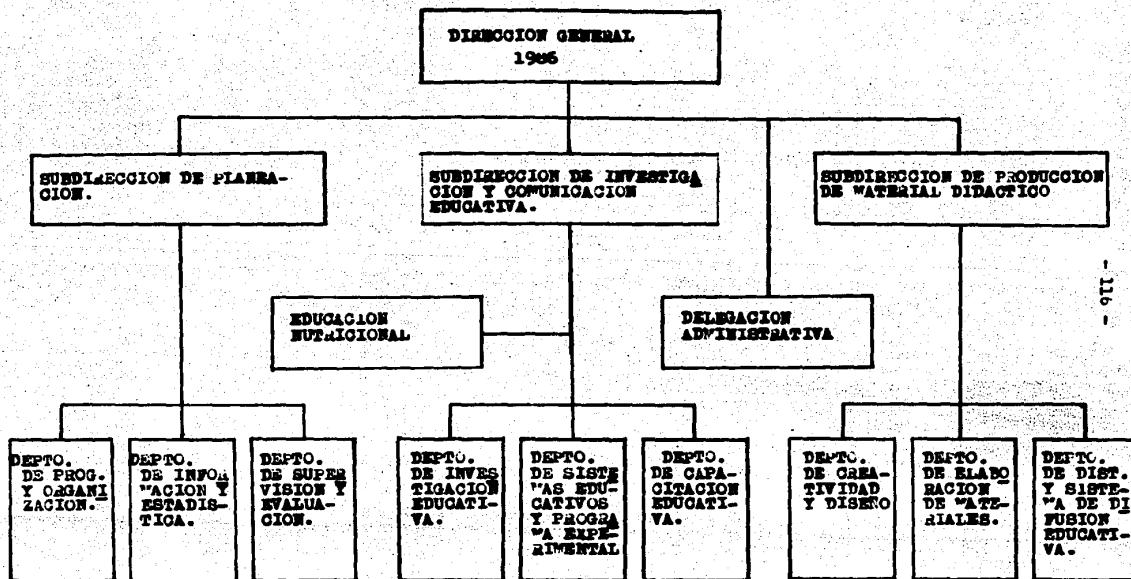 DIRECCION GENERAL
1986
SUBDIRECCION DE PLANEA-
CION.
SUBDIRECCION DE INVESTIGA
CION Y COMUNICACION
EDUCATIVA.
SUBDIRECCION DE PRODUCCION
DE MATERIAL DIDACTICO
- 116 -
EDUCACION
NUTRICIONAL
DELEGACION
ADMINISTRATIVA
DEPTO.
DE PROG.
Y ORGANI
ZACION.
DEPTO.
DE INFOR
MACION Y
ESTADIS-
TICA.
DEPTO.
DE SUPER
VISION Y
EVALUA-
CION.
DEPTO.
DE INVES
TIGACION
EDUCATI-
VA.
DEPTO.
DE SISTE
MAS EDU-
CATIVOS
Y PROGRA
MA EXPE-
RIMENTAL
DEPTO.
DE CAPA-
CITACION
EDUCATI-
VA.
DEPTO.
DE CREA-
TIVIDAD
Y DISEÑO
DEPTO.
DE ELABO
RACION
DE MATE-
RIALES.
DEPTO.
DE DIST.
Y SISTE-
MA DE DI
FUSION
EDUCATI-
VA.